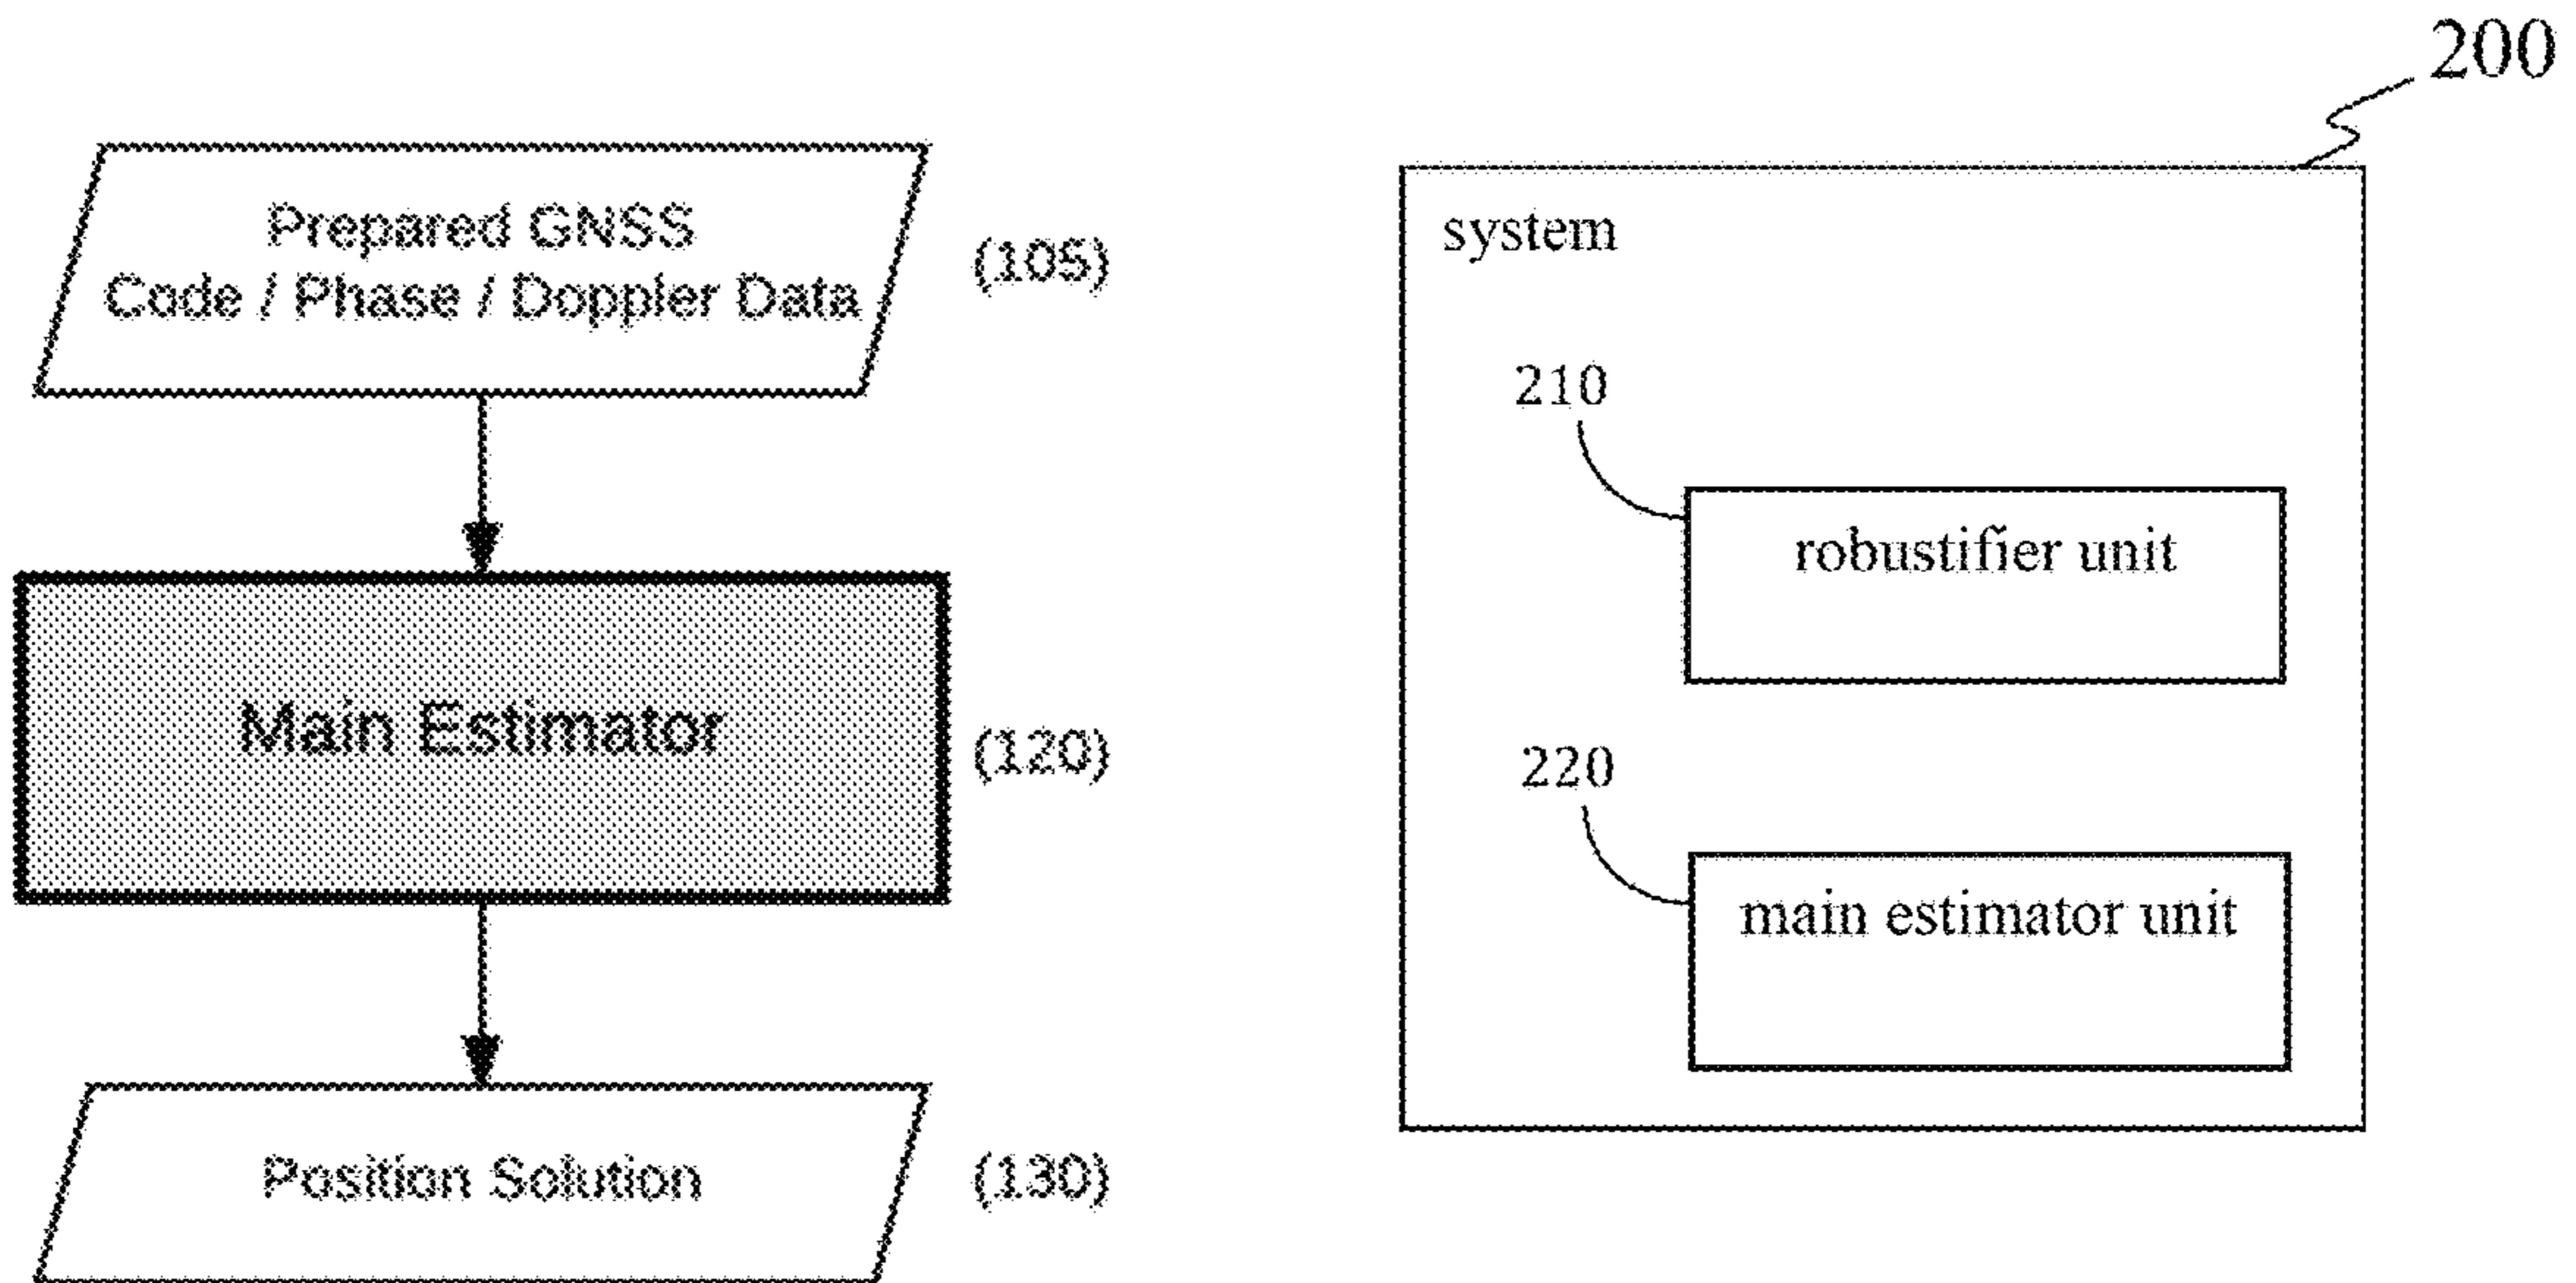 Prepared GNSS
Code / Phase / Doppler Data
(105)
Main Estimator
(120)
Position Solution
(130)
200
system
210
robustifier unit
220
main estimator unit